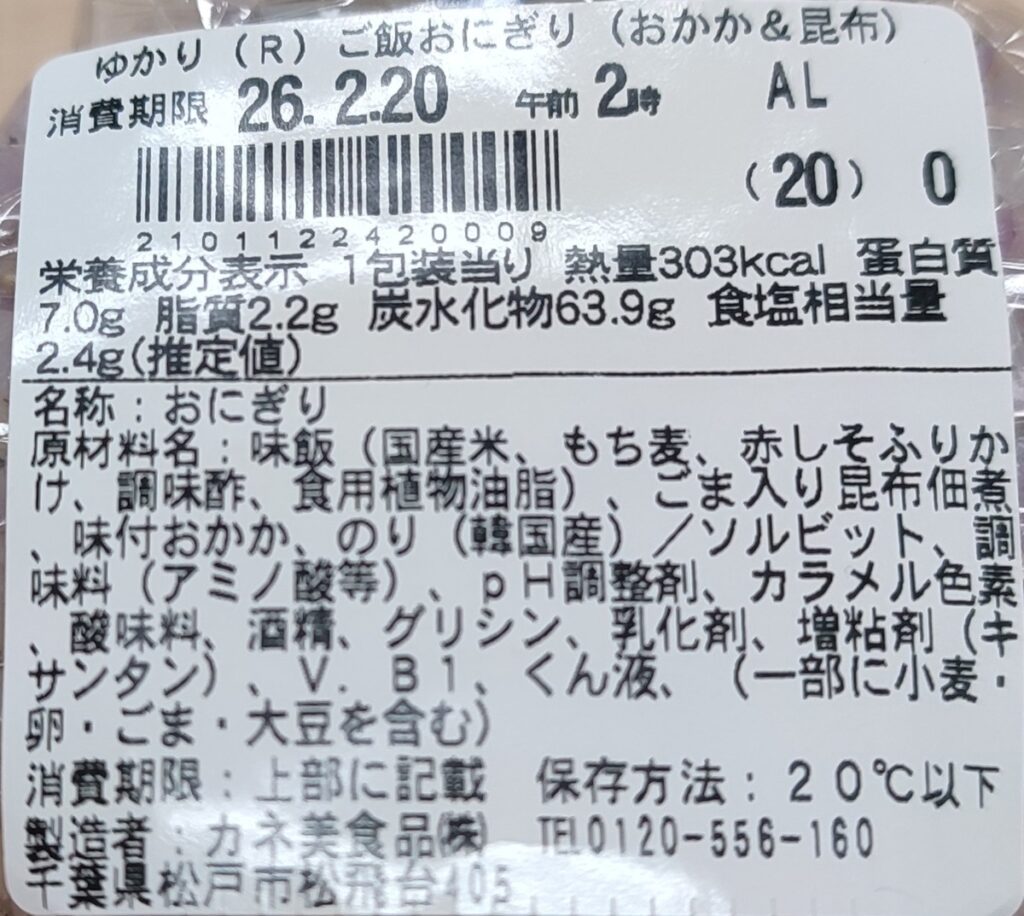 ゆかり(R)ご飯おにぎり(おかか&昆布)
消費期限 26.2.20 午前2時 AL
(20) 0
2101122420009
栄養成分表示 1包装当り 熱量303kcal 蛋白質
7.0g 脂質2.2g 炭水化物63.9g 食塩相当量
2.4g(推定値)
名称:おにぎり
原材料名:味飯(国産米、もち麦、赤しそふりか
け、調味酢、食用植物油脂)、ごま入り昆布佃煮
、味付おかか、のり(韓国産)/ソルビット、調
味料(アミノ酸等)、pH調整剤、カラメル色素
、酸味料、酒精、グリシン、乳化剤、増粘剤(キ
サンタン)、V.B1、くん液、(一部に小麦・
卵・ごま・大豆を含む)
消費期限:上部に記載 保存方法:20℃以下
製造者:カネ美食品㈱ TEL0120-556-160
千葉県松戸市松飛台405